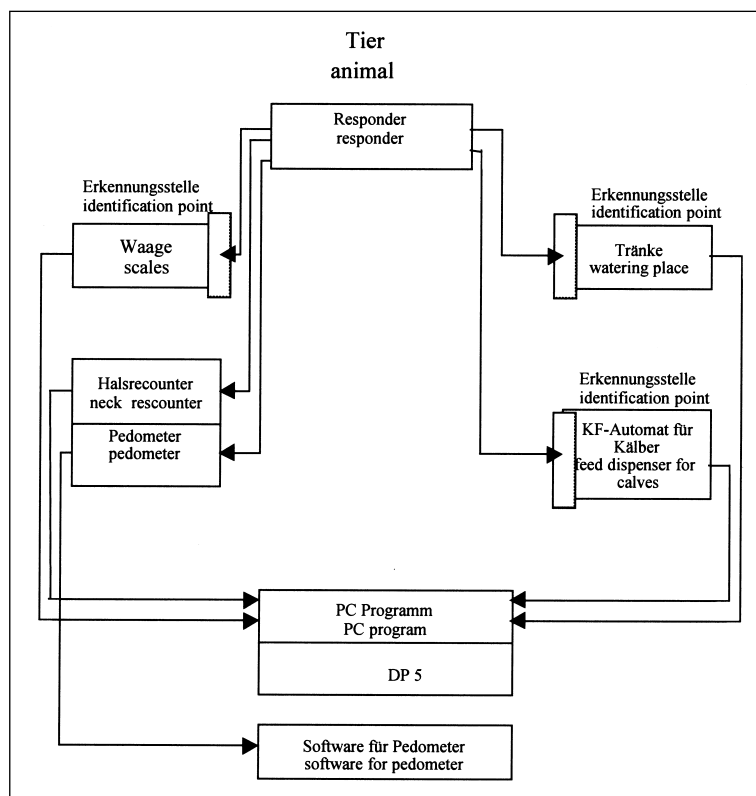 Tier
animal
Responder
responder
Erkennungsstelle
identification point
Waage
scales
Erkennungsstelle
identification point
Tränke
watering place
Halsrecounter
neck rescounter
Pedometer
pedometer
Erkennungsstelle
identification point
KF-Automat für
Kälber
feed dispenser for
calves
PC Programm
PC program
DP 5
Software für Pedometer
software for pedometer